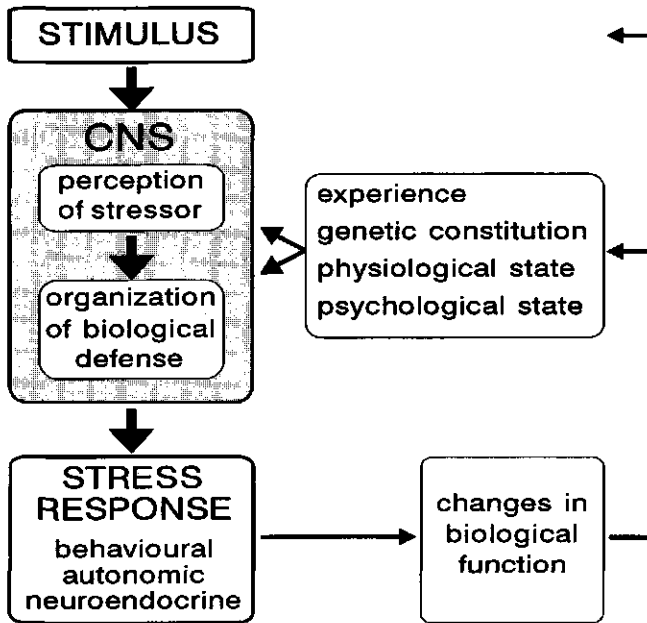 STIMULUS
CNS
perception
of stressor
organization
of biological
defense
experience
genetic constitution
physiological state
psychological state
STRESS
RESPONSE
behavioural
autonomic
neuroendocrine
changes in
biological
function